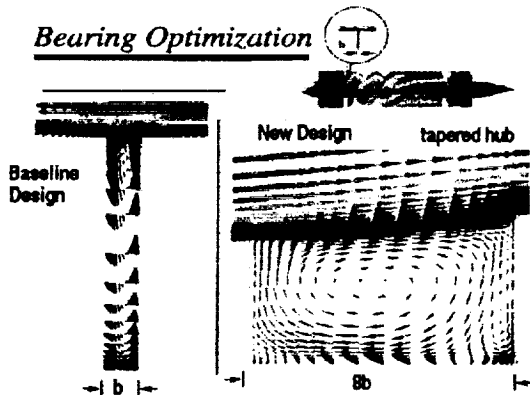 Bearing Optimization
New Design
tapered hub
Baseline
Design
b
8b